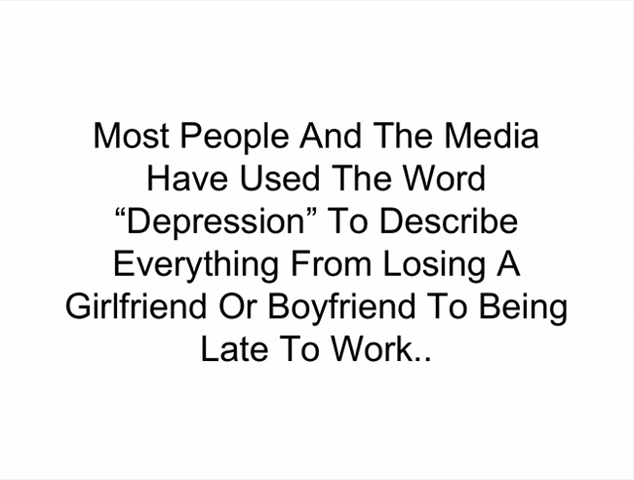 Most People And The Media
Have Used The Word
“Depression” To Describe
Everything From Losing A
Girlfriend Or Boyfriend To Being
Late To Work..